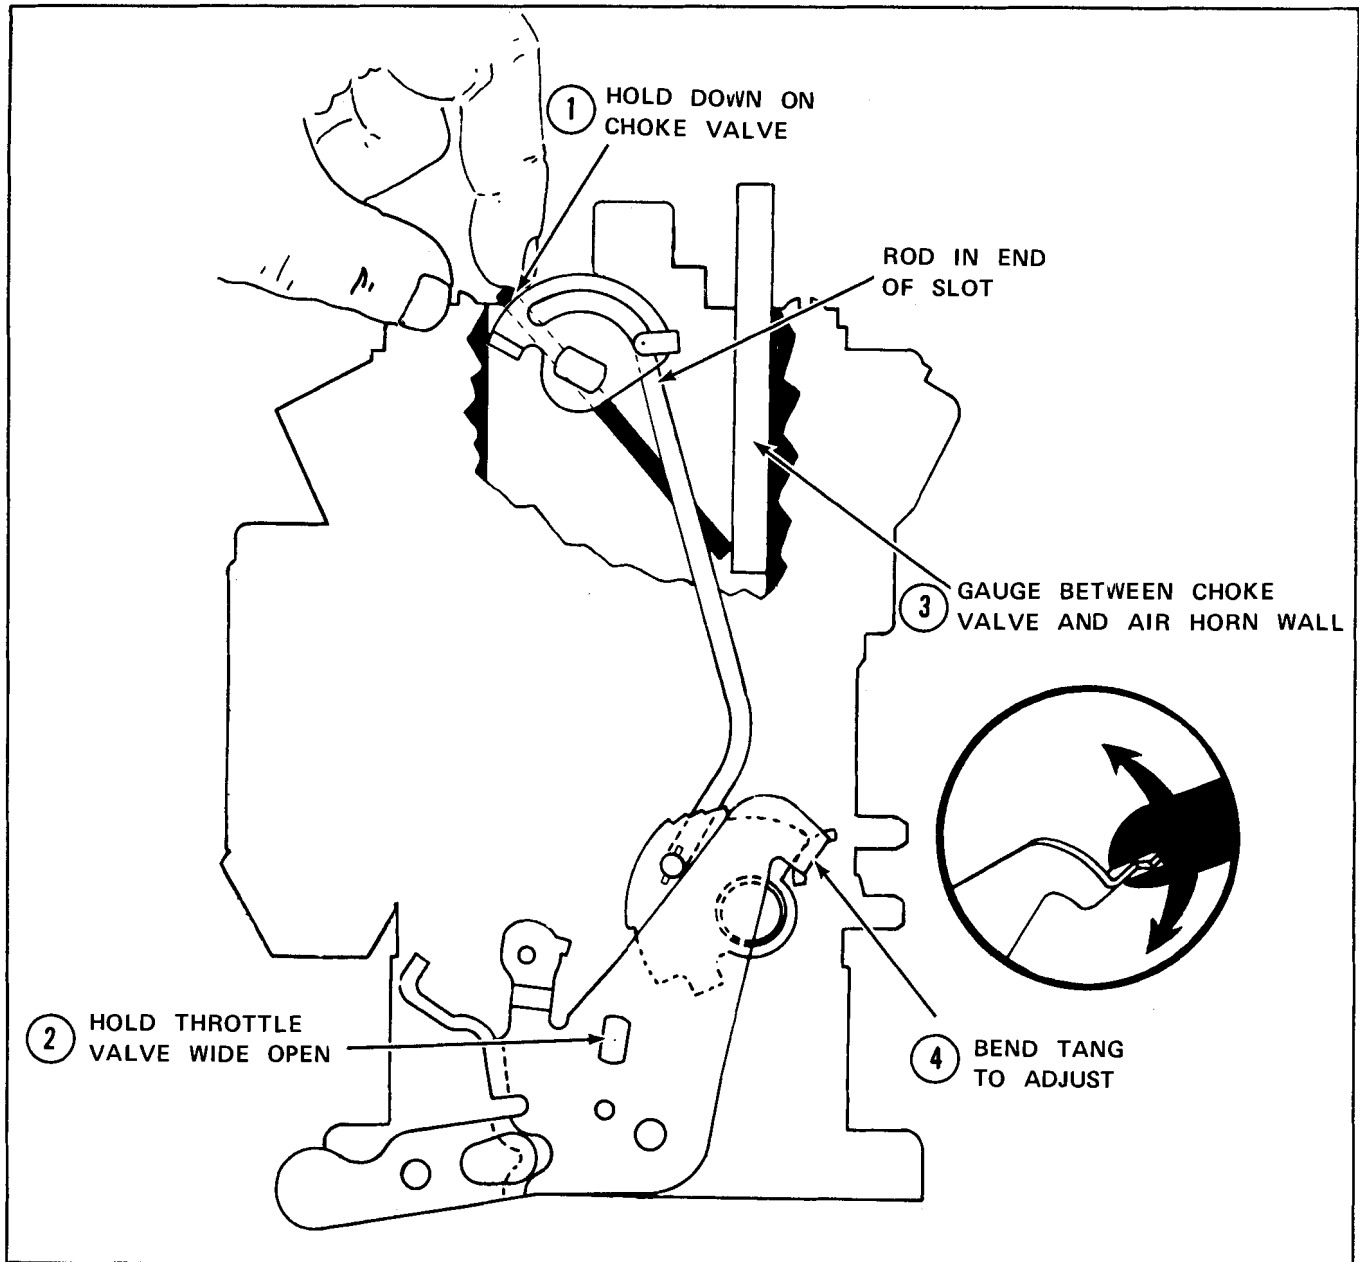 1 HOLD DOWN ON
CHOKE VALVE
ROD IN END
OF SLOT
3 GAUGE BETWEEN CHOKE
VALVE AND AIR HORN WALL
2 HOLD THROTTLE
VALVE WIDE OPEN
4 BEND TANG
TO ADJUST